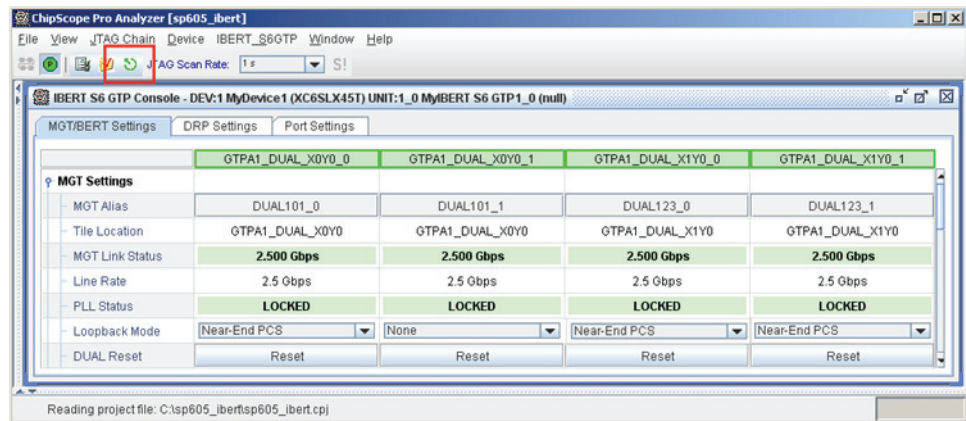 ChipScope Pro Analyzer [sp605_ibert]
File View JTAG Chain Device IBERT_S6GTP Window Help
JTAG Scan Rate: 1 s S!
IBERT S6 GTP Console - DEV:1 MyDevice1 (XC6SLX45T) UNIT:1_0 MyIBERT S6 GTP1_0 (null)
MGT/BERT Settings DRP Settings Port Settings
GTPA1_DUAL_X0Y0_0 GTPA1_DUAL_X0Y0_1 GTPA1_DUAL_X1Y0_0 GTPA1_DUAL_X1Y0_1
MGT Settings
MGT Alias DUAL101_0 DUAL101_1 DUAL123_0 DUAL123_1
Tile Location GTPA1_DUAL_X0Y0 GTPA1_DUAL_X0Y0 GTPA1_DUAL_X1Y0 GTPA1_DUAL_X1Y0
MGT Link Status 2.500 Gbps 2.500 Gbps 2.500 Gbps 2.500 Gbps
Line Rate 2.5 Gbps 2.5 Gbps 2.5 Gbps 2.5 Gbps
PLL Status LOCKED LOCKED LOCKED LOCKED
Loopback Mode Near-End PCS None Near-End PCS Near-End PCS
DUAL Reset Reset Reset Reset Reset
Reading project file: C:\sp605_ibert\sp605_ibert.cpj